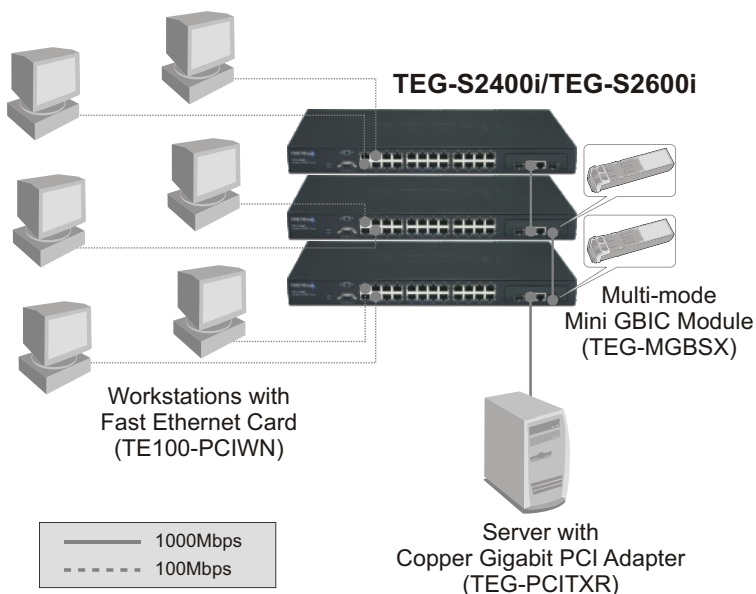 TEG-S2400i/TEG-S2600i
Multi-mode
Mini GBIC Module
(TEG-MGBSX)
Workstations with
Fast Ethernet Card
(TE100-PCIWN)
Server with
Copper Gigabit PCI Adapter
(TEG-PCITXR)
1000Mbps
100Mbps